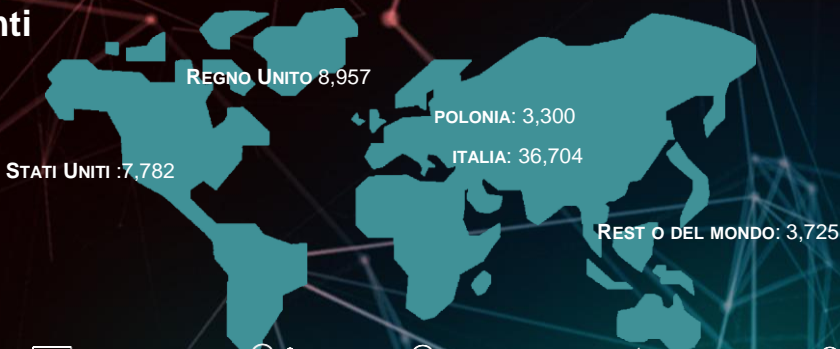 nti
REGNO UNITO 8,957
POLONIA: 3,300
ITALIA: 36,704
STATI UNITI :7,782
REST O DEL MONDO: 3,725